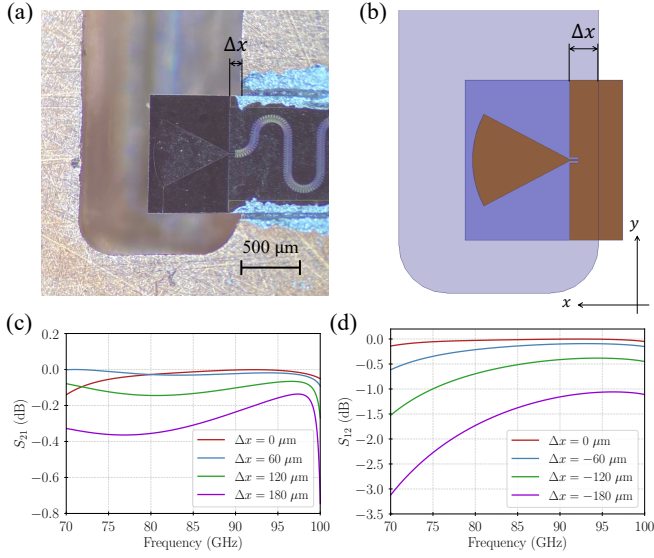 (a)
Δx
500 μm
(b)
Δx
y
x
(c)
0.2
0.0
−0.2
−0.4
−0.6
−0.8
S21 (dB)
70 75 80 85 90 95 100
Frequency (GHz)
Δx = 0 μm
Δx = 60 μm
Δx = 120 μm
Δx = 180 μm
(d)
0.0
−0.5
−1.0
−1.5
−2.0
−2.5
−3.0
−3.5
S12 (dB)
70 75 80 85 90 95 100
Frequency (GHz)
Δx = 0 μm
Δx = −60 μm
Δx = −120 μm
Δx = −180 μm